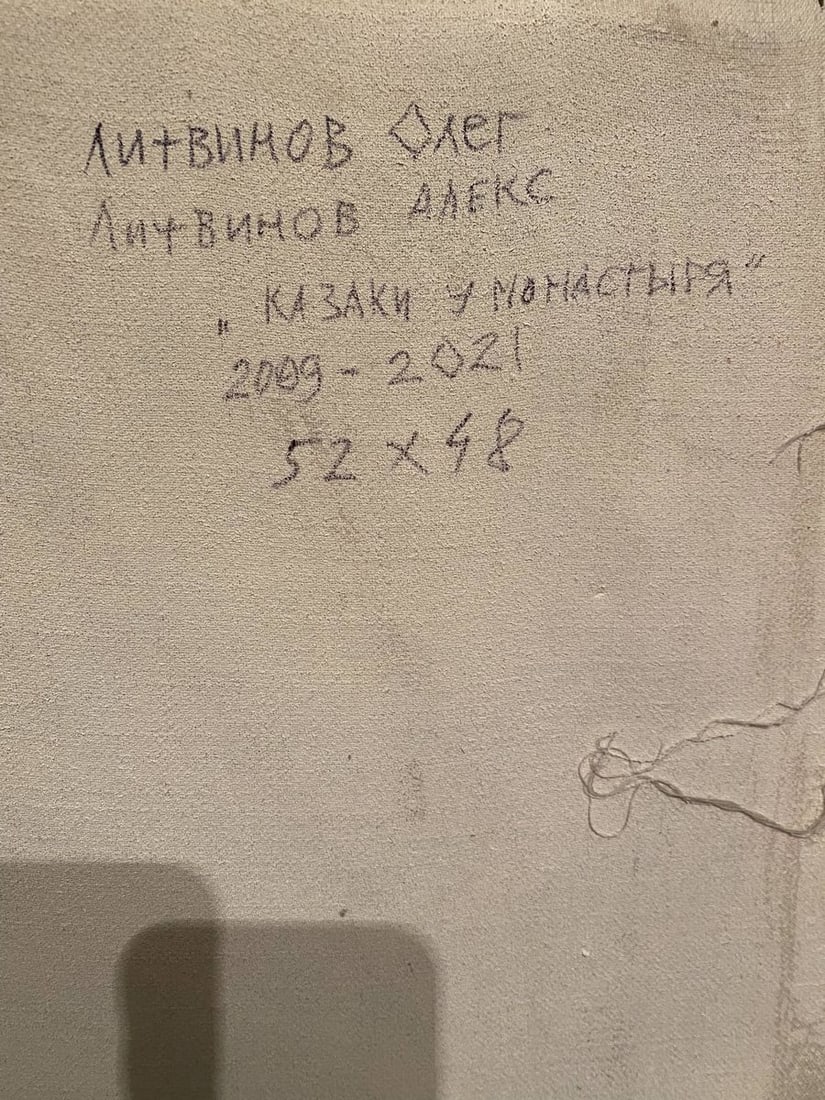 Литвинов Олег
Литвинов АЛЕКС
„ КАЗАКИ У МОНАСТЫРЯ"
2009 - 2021
52 х 48